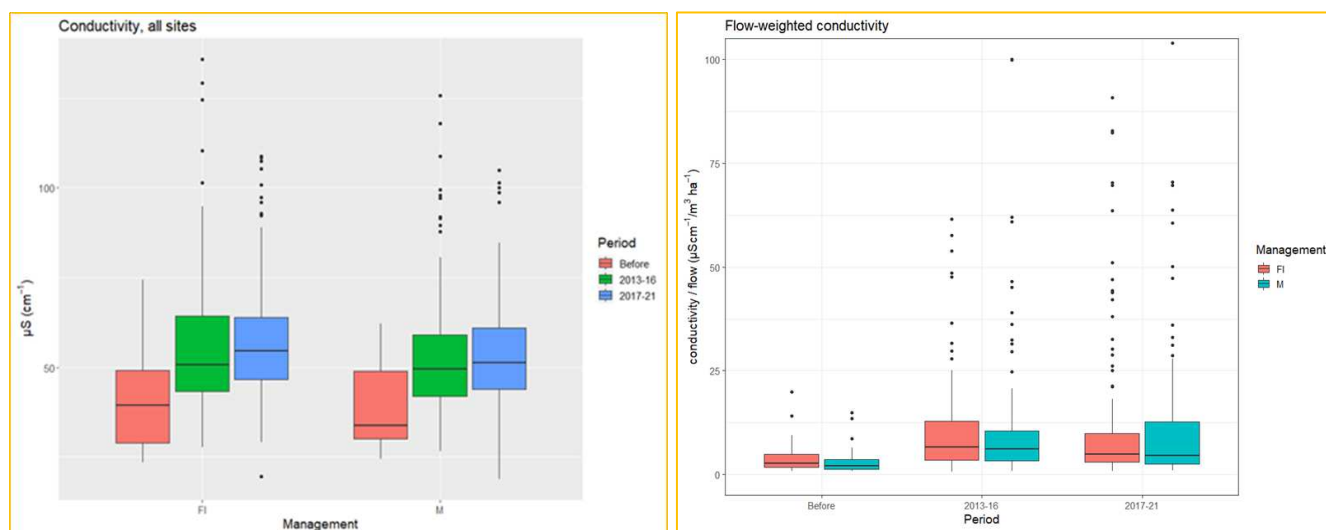 Conductivity, all sites
100
50
µS (cm⁻¹)
FI
M
Management
Period
Before
2013-16
2017-21
Flow-weighted conductivity
100
75
50
25
0
conductivity / flow (µScm⁻¹/m³ ha⁻¹)
Before
2013-16
2017-21
Period
Management
FI
M